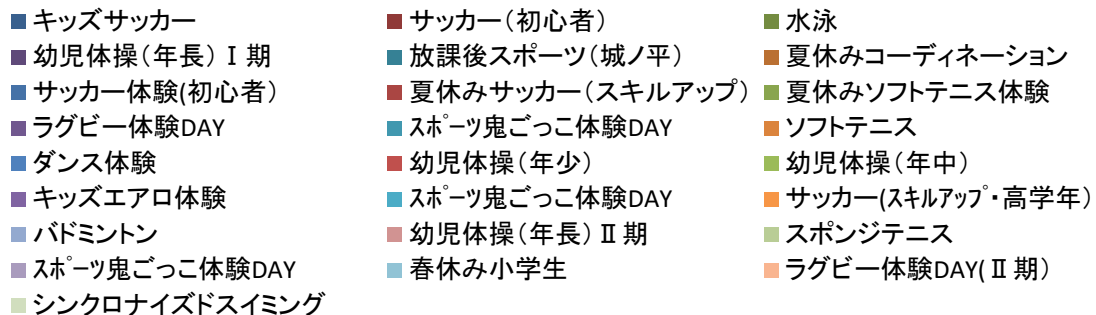 キッズサッカー サッカー（初心者） 水泳
幼児体操（年長）Ⅰ期 放課後スポーツ（城ノ平） 夏休みコーディネーション
サッカー体験(初心者） 夏休みサッカー（スキルアップ） 夏休みソフトテニス体験
ラグビー体験DAY ｽﾎﾟｰﾂ鬼ごっこ体験DAY ソフトテニス
ダンス体験 幼児体操（年少） 幼児体操（年中）
キッズエアロ体験 ｽﾎﾟｰﾂ鬼ごっこ体験DAY サッカー(ｽｷﾙｱｯﾌﾟ・高学年）
バドミントン 幼児体操（年長）Ⅱ期 スポンジテニス
ｽﾎﾟｰﾂ鬼ごっこ体験DAY 春休み小学生 ラグビー体験DAY(Ⅱ期）
シンクロナイズドスイミング